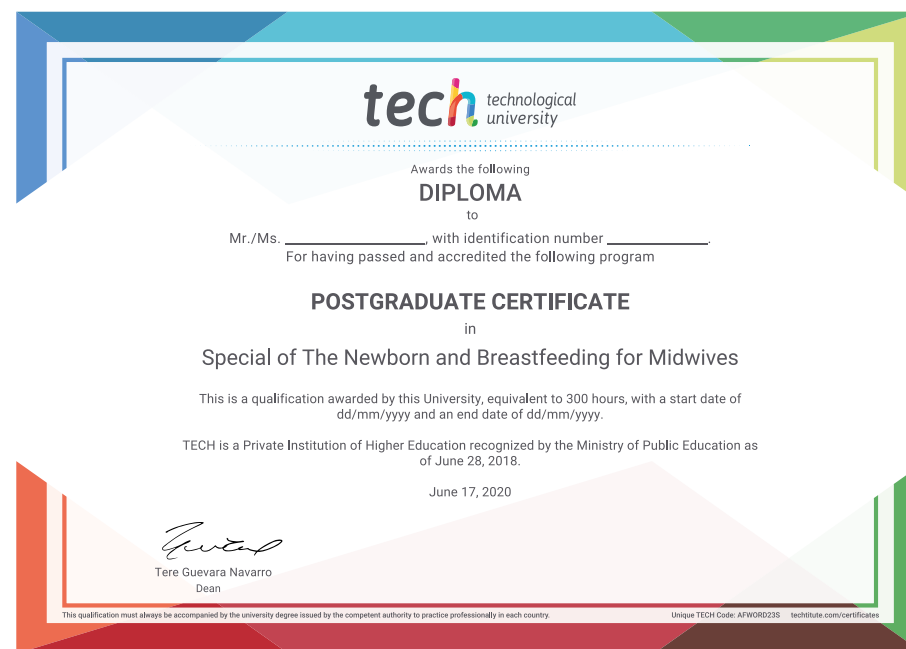 tech technological
university
Awards the following
DIPLOMA
to
Mr./Ms. ____________________, with identification number ______________.
For having passed and accredited the following program
POSTGRADUATE CERTIFICATE
in
Special of The Newborn and Breastfeeding for Midwives
This is a qualification awarded by this University, equivalent to 300 hours, with a start date of
dd/mm/yyyy and an end date of dd/mm/yyyy.
TECH is a Private Institution of Higher Education recognized by the Ministry of Public Education as
of June 28, 2018.
June 17, 2020
Tere Guevara Navarro
Dean
This qualification must always be accompanied by the university degree issued by the competent authority to practice professionally in each country. Unique TECH Code: AFWORD23S techtitute.com/certificates